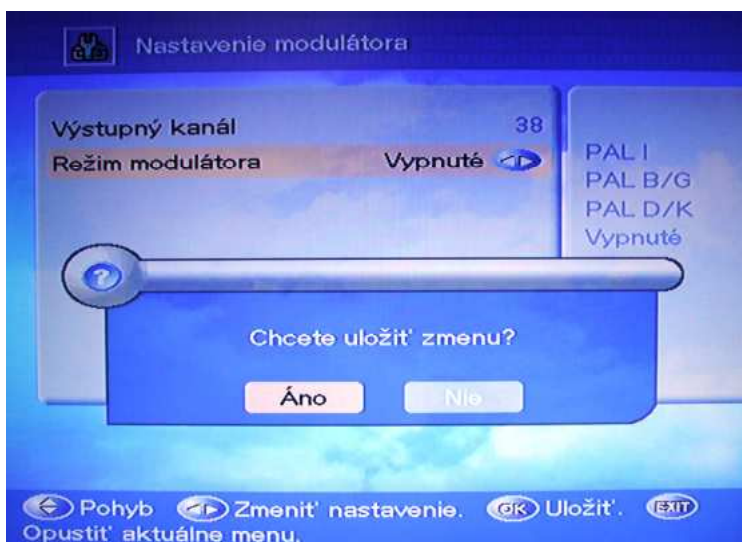 Nastavenie modulátora
Výstupný kanál 38
Režim modulátora Vypnuté
PAL I
PAL B/G
PAL D/K
Vypnuté
?
Chcete uložiť zmenu?
Áno Nie
Pohyb Zmeniť nastavenie. OK Uložiť. EXIT
Opustiť aktuálne menu.